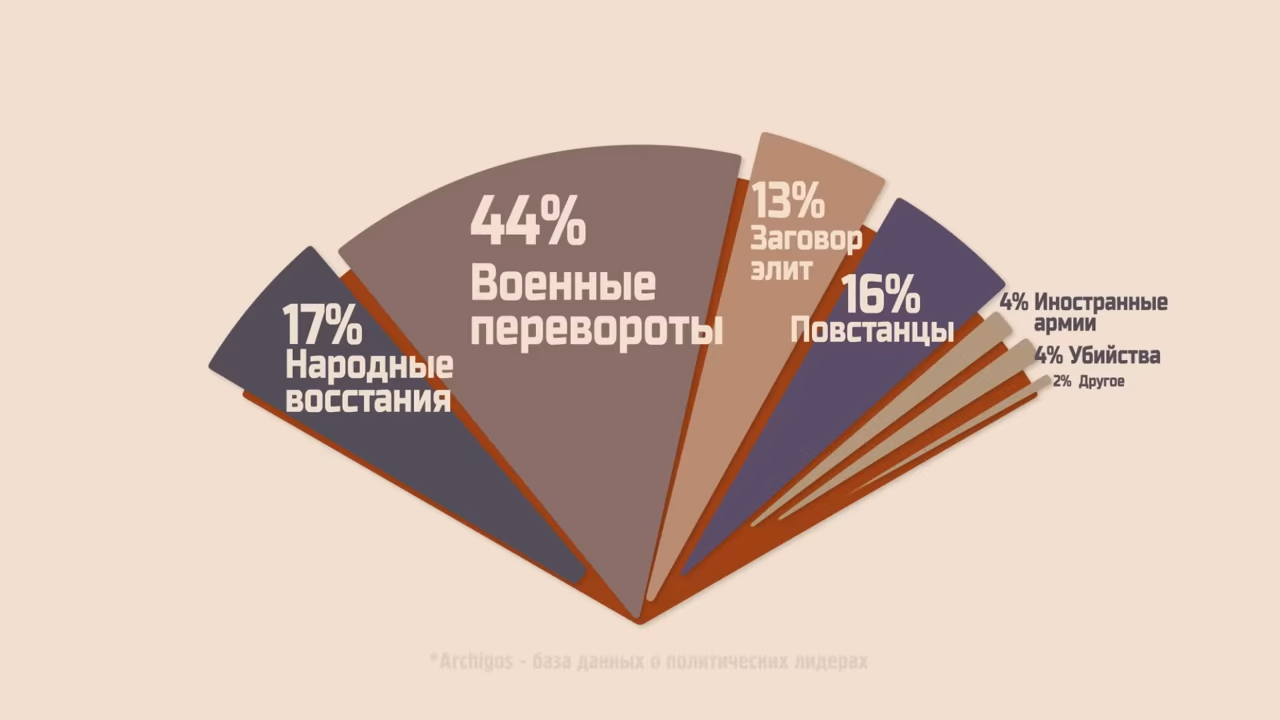 17%
Народные
восстания
44%
Военные
перевороты
13%
Заговор
элит
16%
Повстанцы
4% Иностранные
армии
4% Убийства
2% Другое
*Archigos - база данных о политических лидерах